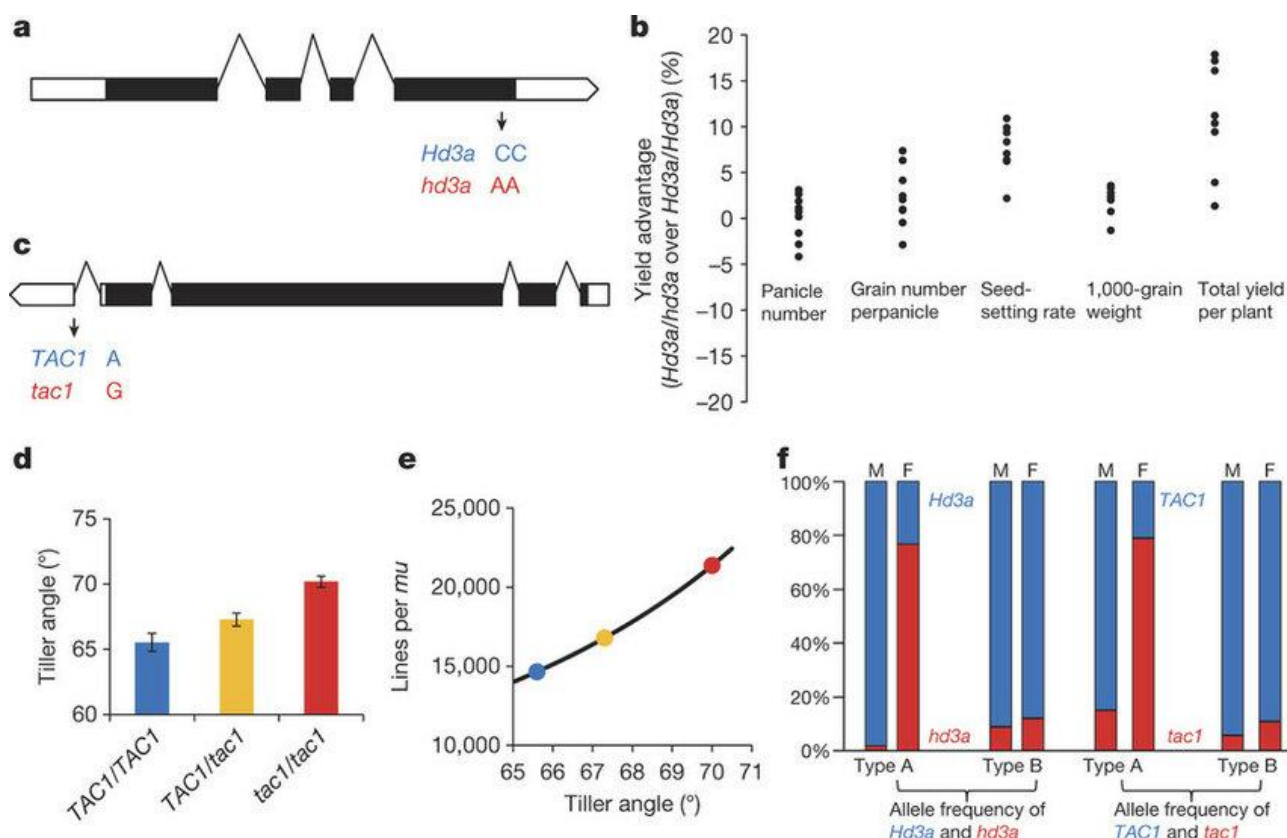 a
Hd3a CC
hd3a AA
b
Yield advantage
(Hd3a/hd3a over Hd3a/Hd3a) (%)
20
15
10
5
0
–5
–10
–15
–20
Panicle
number
Grain number
perpanicle
Seed-
setting rate
1,000-grain
weight
Total yield
per plant
c
TAC1 A
tac1 G
d
Tiller angle (°)
75
70
65
60
TAC1/TAC1
TAC1/tac1
tac1/tac1
e
Lines per mu
25,000
20,000
15,000
10,000
65 66 67 68 69 70 71
Tiller angle (°)
f
M F M F M F M F
100%
80%
60%
40%
20%
0%
Hd3a
TAC1
hd3a
tac1
Type A Type B Type A Type B
Allele frequency of
Hd3a and hd3a
Allele frequency of
TAC1 and tac1